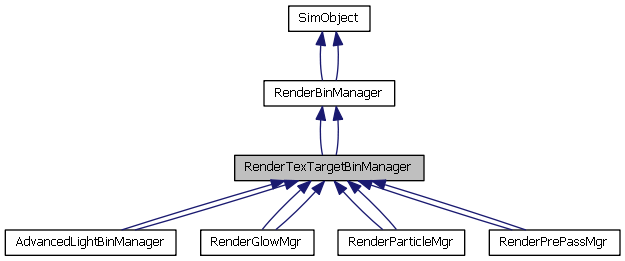 SimObject
RenderBinManager
RenderTexTargetBinManager
AdvancedLightBinManager
RenderGlowMgr
RenderParticleMgr
RenderPrePassMgr